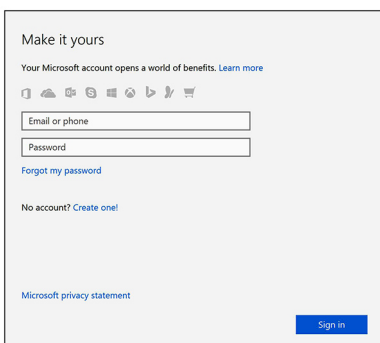 Make it yours
Your Microsoft account opens a world of benefits. Learn more
Email or phone
Password
Forgot my password
No account? Create one!
Microsoft privacy statement
Sign in